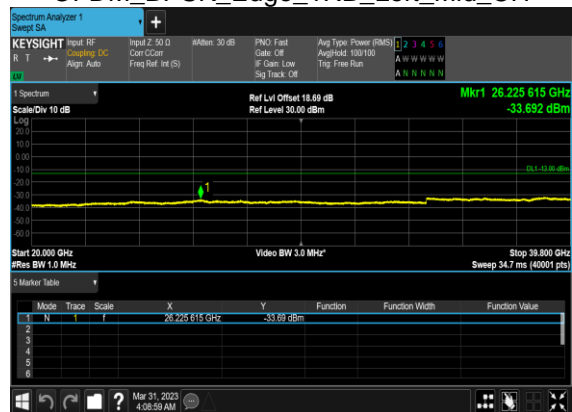 Spectrum Analyzer 1
Swept SA
+
KEYSIGHT Input: RF Input Z: 50 Ω #Atten: 30 dB PNO: Fast Avg Type: Power (RMS) 1 2 3 4 5 6
R T Coupling: DC Corr CCorr Gate: Off Avg|Hold: 100/100 A W W W W W
Align: Auto Freq Ref: Int (S) IF Gain: Low Trig: Free Run
LW Sig Track: Off A N N N N N
1 Spectrum Ref Lvl Offset 18.69 dB Mkr1 26.225 615 GHz
Scale/Div 10 dB Ref Level 30.00 dBm -33.692 dBm
Log
20.0
10.0
0.00
-10.0 DL1 -13.00 dBm
-20.0
-30.0 1
-40.0
-50.0
-60.0
Start 20.000 GHz Video BW 3.0 MHz* Stop 39.800 GHz
#Res BW 1.0 MHz Sweep 34.7 ms (40001 pts)
5 Marker Table
Mode Trace Scale X Y Function Function Width Function Value
1 N 1 f 26.225 615 GHz -33.69 dBm
2
3
4
5
6
? Mar 31, 2023
4:08:59 AM